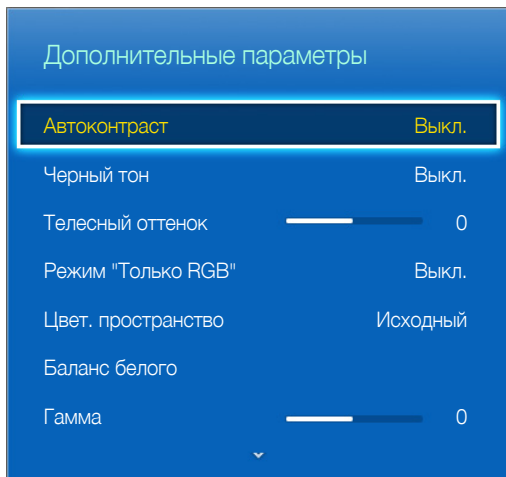 Дополнительные параметры
Автоконтраст Выкл.
Черный тон Выкл.
Телесный оттенок 0
Режим "Только RGB" Выкл.
Цвет. пространство Исходный
Баланс белого
Гамма 0